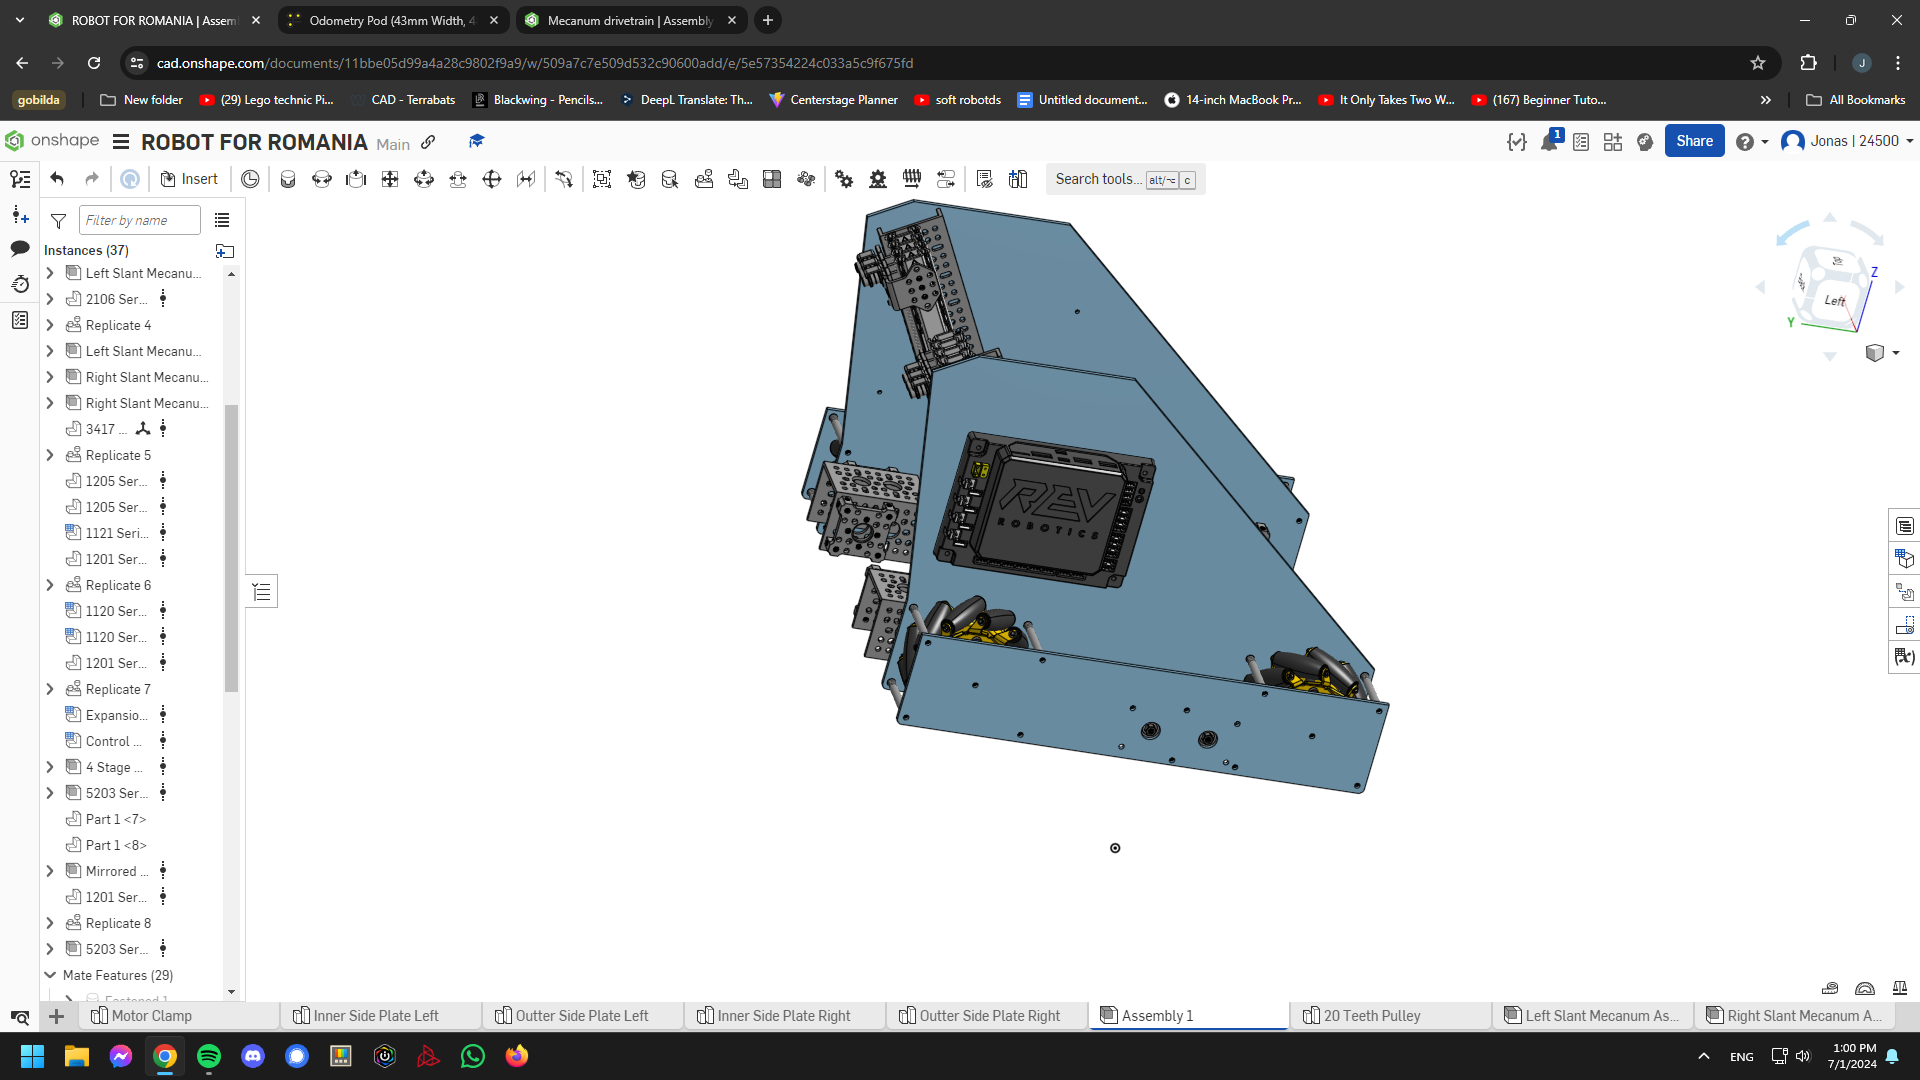 ROBOT FOR ROMANIA | Assem
Odometry Pod (43mm Width, 4
Mecanum drivetrain | Assembly
cad.onshape.com/documents/11bbe05d99a4a28c9802f9a9/w/509a7c7e509d532c90600add/e/5e57354224c033a5c9f675fd
J
gobilda
New folder
(29) Lego technic Pi...
CAD - Terrabats
Blackwing - Pencils...
DeepL Translate: Th...
Centerstage Planner
soft robotds
Untitled document...
14-inch MacBook Pr...
It Only Takes Two W...
(167) Beginner Tuto...
All Bookmarks
onshape
ROBOT FOR ROMANIA
Main
1
Share
Jonas | 24500
Insert
Search tools...
alt/⌥
c
Filter by name
Instances (37)
Left Slant Mecanu...
2106 Ser...
Replicate 4
Left Slant Mecanu...
Right Slant Mecanu...
Right Slant Mecanu...
3417 ...
Replicate 5
1205 Ser...
1205 Ser...
1121 Seri...
1201 Ser...
Replicate 6
1120 Ser...
1120 Ser...
1201 Ser...
Replicate 7
Expansio...
Control ...
4 Stage ...
5203 Ser...
Part 1 <7>
Part 1 <8>
Mirrored ...
1201 Ser...
Replicate 8
5203 Ser...
Mate Features (29)
Fastened 1
REV
ROBOTICS
Left
Z
Y
Motor Clamp
Inner Side Plate Left
Outter Side Plate Left
Inner Side Plate Right
Outter Side Plate Right
Assembly 1
20 Teeth Pulley
Left Slant Mecanum As...
Right Slant Mecanum A...
ENG
1:00 PM
7/1/2024